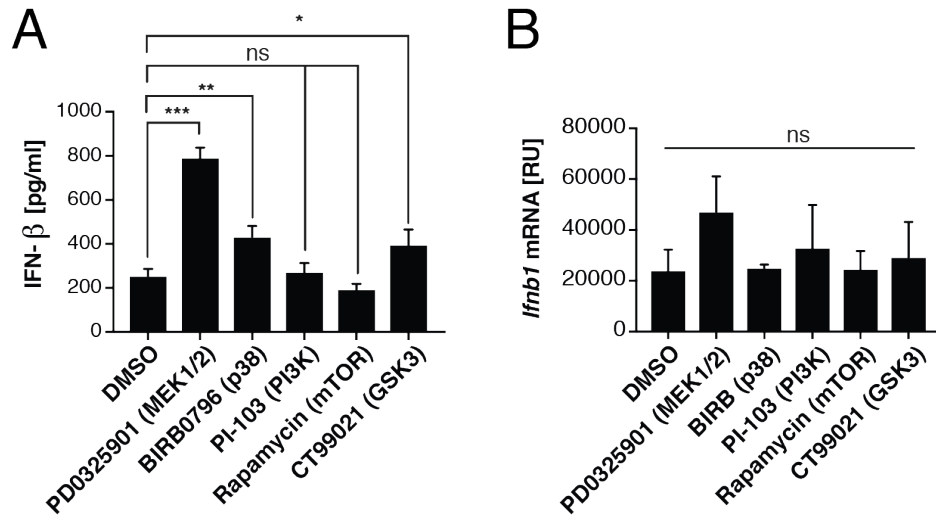 A
*
ns
**
***
1000
800
600
400
200
0
IFN- β [pg/ml]
DMSO
PD0325901 (MEK1/2)
BIRB0796 (p38)
PI-103 (PI3K)
Rapamycin (mTOR)
CT99021 (GSK3)
B
ns
80000
60000
40000
20000
0
Ifnb1 mRNA [RU]
DMSO
PD0325901 (MEK1/2)
BIRB (p38)
PI-103 (PI3K)
Rapamycin (mTOR)
CT99021 (GSK3)